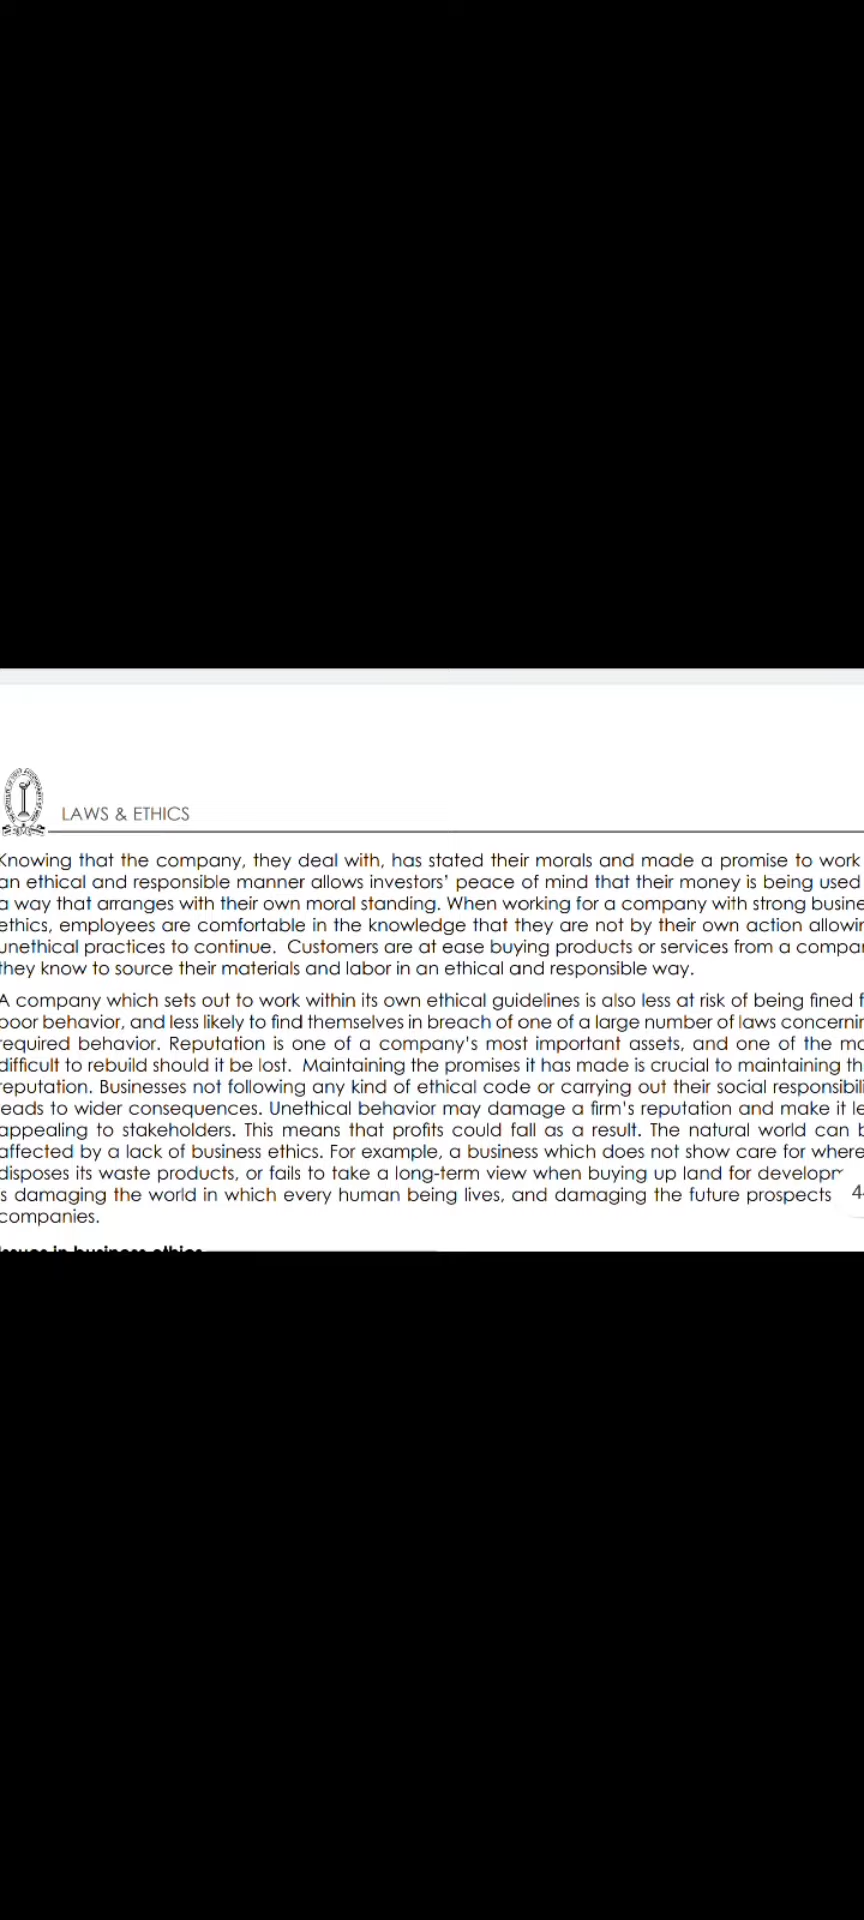 LAWS & ETHICS
Knowing that the company, they deal with, has stated their morals and made a promise to work
an ethical and responsible manner allows investors' peace of mind that their money is being used
a way that arranges with their own moral standing. When working for a company with strong busine
ethics, employees are comfortable in the knowledge that they are not by their own action allowin
unethical practices to continue. Customers are at ease buying products or services from a compan
they know to source their materials and labor in an ethical and responsible way.
A company which sets out to work within its own ethical guidelines is also less at risk of being fined f
poor behavior, and less likely to find themselves in breach of one of a large number of laws concernin
required behavior. Reputation is one of a company's most important assets, and one of the mo
difficult to rebuild should it be lost. Maintaining the promises it has made is crucial to maintaining th
reputation. Businesses not following any kind of ethical code or carrying out their social responsibili
eads to wider consequences. Unethical behavior may damage a firm's reputation and make it le
appealing to stakeholders. This means that profits could fall as a result. The natural world can b
affected by a lack of business ethics. For example, a business which does not show care for where
disposes its waste products, or fails to take a long-term view when buying up land for developm
s damaging the world in which every human being lives, and damaging the future prospects 4
companies.
Issues in business ethics